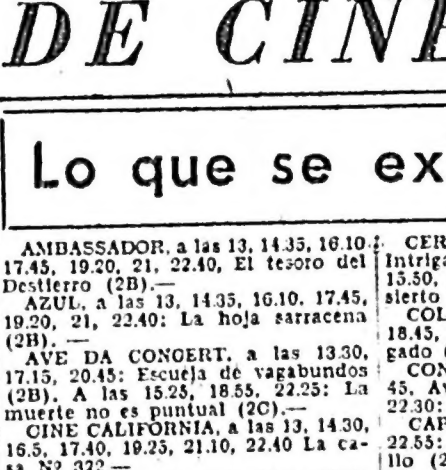 DE CINE
Lo que se ex
AMBASSADOR, a las 13, 14.35, 16.10
17.45, 19.20, 21, 22.40, El tesoro del
Destierro (2B).—
AZUL, a las 13, 14.35, 16.10. 17.45,
19.20, 21, 22.40: La hoja sarracena
(2B). —
AVE DA CONCERT. a las 13.30,
17.15, 20.45: Escuela de vagabundos
(2B). A las 15.25, 18.55, 22.25: La
muerte no es puntual (2C).—
CINE CALIFORNIA, a las 13, 14.30,
16.5, 17.40, 19.25, 21.10, 22.40 La ca-
sa Nº 322 —
CER
Intriga
15.50,
sierto
COL
18.45,
gado (
CON
45, A
22.30:
CAP
22.55:
llo (2